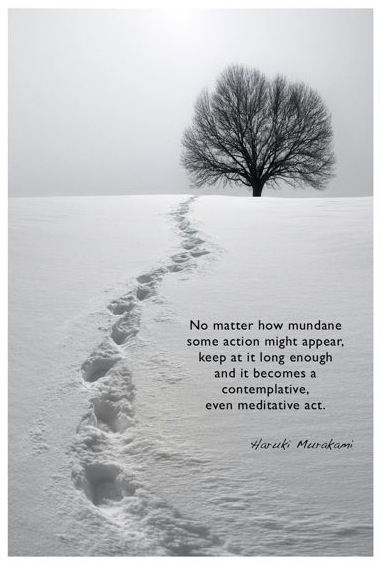 No matter how mundane
some action might appear,
keep at it long enough
and it becomes a
contemplative,
even meditative act.
Haruki Murakami